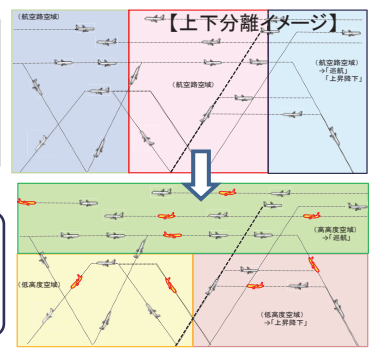 【上下分離イメージ】
(航空路空域)
(航空路空域)
(航空路空域)
→「巡航」
「上昇降下」
(高高度空域)
→「巡航」
(低高度空域)
(低高度空域)
→「上昇降下」